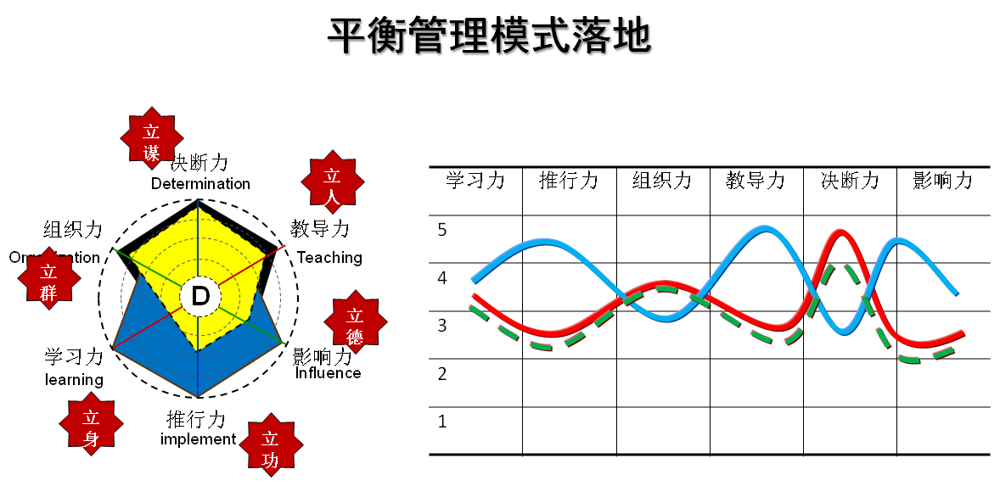 平衡管理模式落地
立
谋
决断力
Determination
立
人
组织力
教导力
Teaching
立
群
D
立
德
学习力
learning
影响力
Influence
立
身
推行力
implement
立
功
学习力 推行力 组织力 教导力 决断力 影响力
5
4
3
2
1